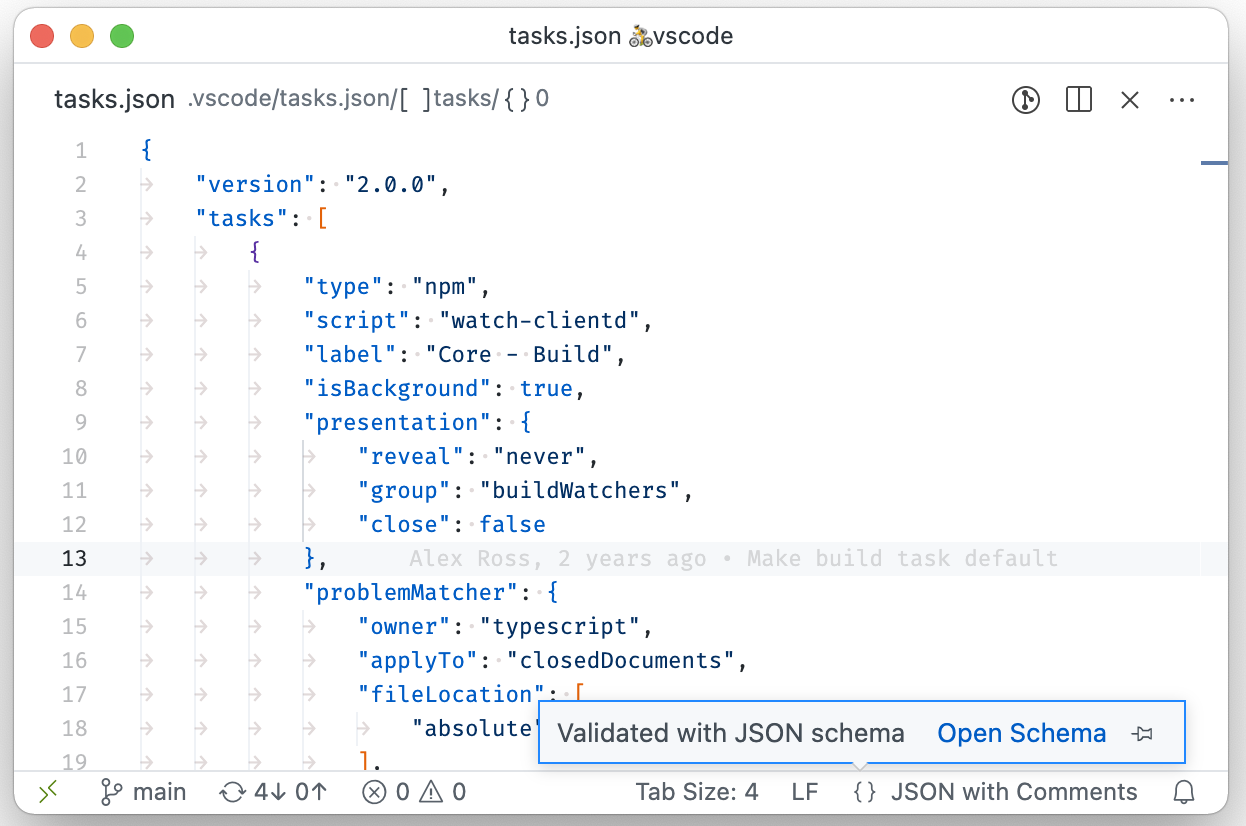 tasks.json 🚴vscode
tasks.json .vscode/tasks.json/[ ]tasks/{}0
1 {
2 "version": "2.0.0",
3 "tasks": [
4 {
5 "type": "npm",
6 "script": "watch-clientd",
7 "label": "Core - Build",
8 "isBackground": true,
9 "presentation": {
10 "reveal": "never",
11 "group": "buildWatchers",
12 "close": false
13 }, Alex Ross, 2 years ago • Make build task default
14 "problemMatcher": {
15 "owner": "typescript",
16 "applyTo": "closedDocuments",
17 "fileLocation": [
18 "absolute"
19 ],
Validated with JSON schema Open Schema
main 4↓ 0↑ 0 0 Tab Size: 4 LF {} JSON with Comments